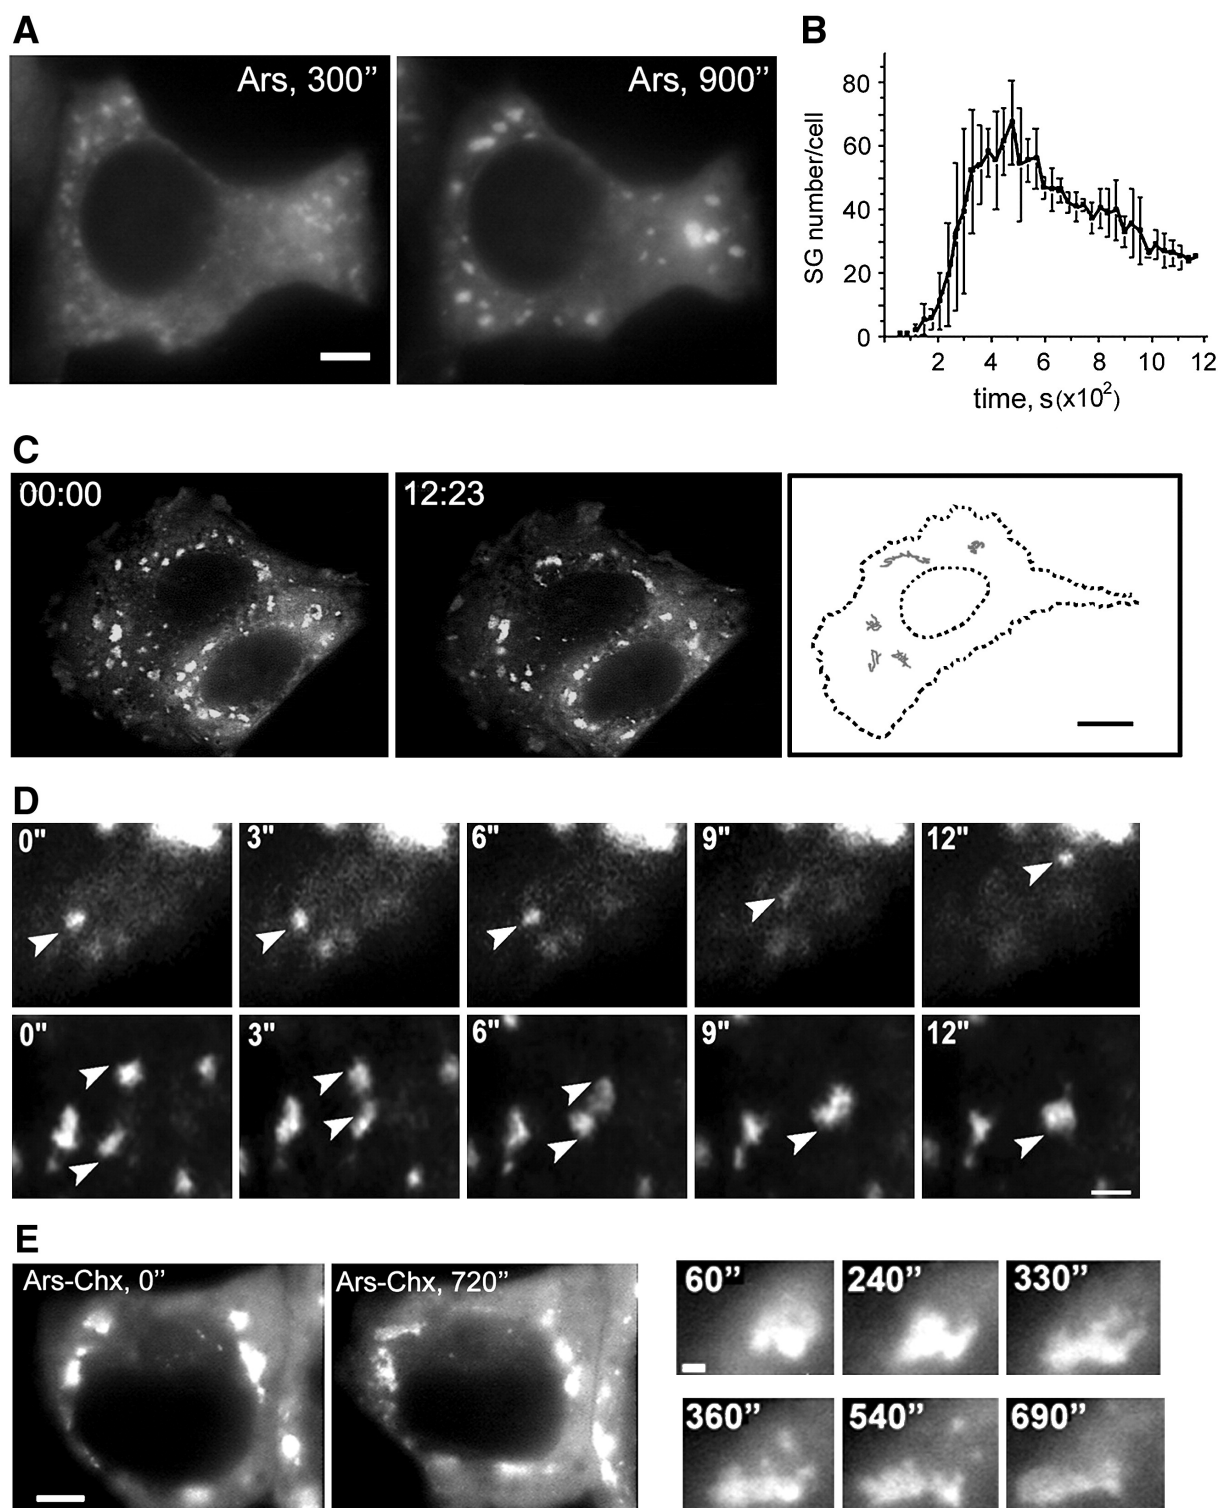 A
Ars, 300”
Ars, 900”
B
SG number/cell
80
60
40
20
0
2 4 6 8 10 12
time, s(x10²)
C
00:00
12:23
D
0" 3" 6" 9" 12"
0" 3" 6" 9" 12"
E
Ars-Chx, 0”
Ars-Chx, 720”
60” 240” 330”
360” 540” 690”